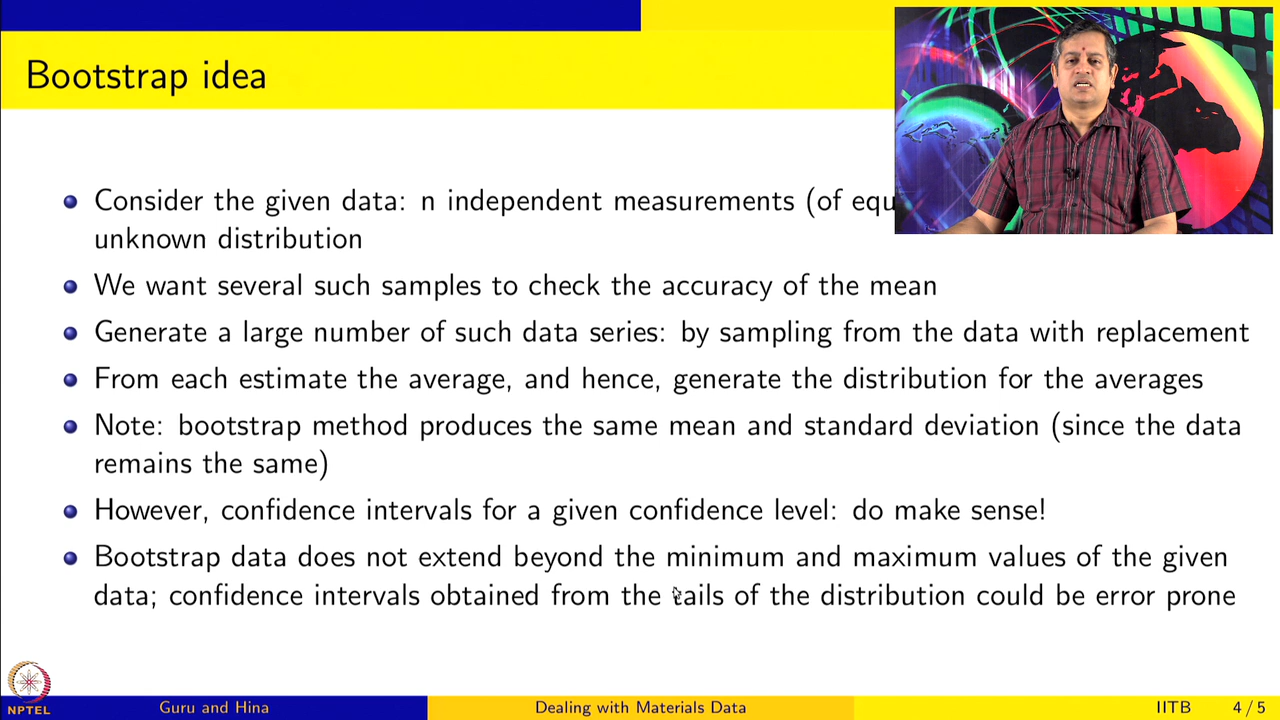 Bootstrap idea
Consider the given data: n independent measurements (of equ
unknown distribution
We want several such samples to check the accuracy of the mean
Generate a large number of such data series: by sampling from the data with replacement
From each estimate the average, and hence, generate the distribution for the averages
Note: bootstrap method produces the same mean and standard deviation (since the data
remains the same)
However, confidence intervals for a given confidence level: do make sense!
Bootstrap data does not extend beyond the minimum and maximum values of the given
data; confidence intervals obtained from the tails of the distribution could be error prone
NPTEL
Guru and Hina
Dealing with Materials Data
IITB
4 / 5